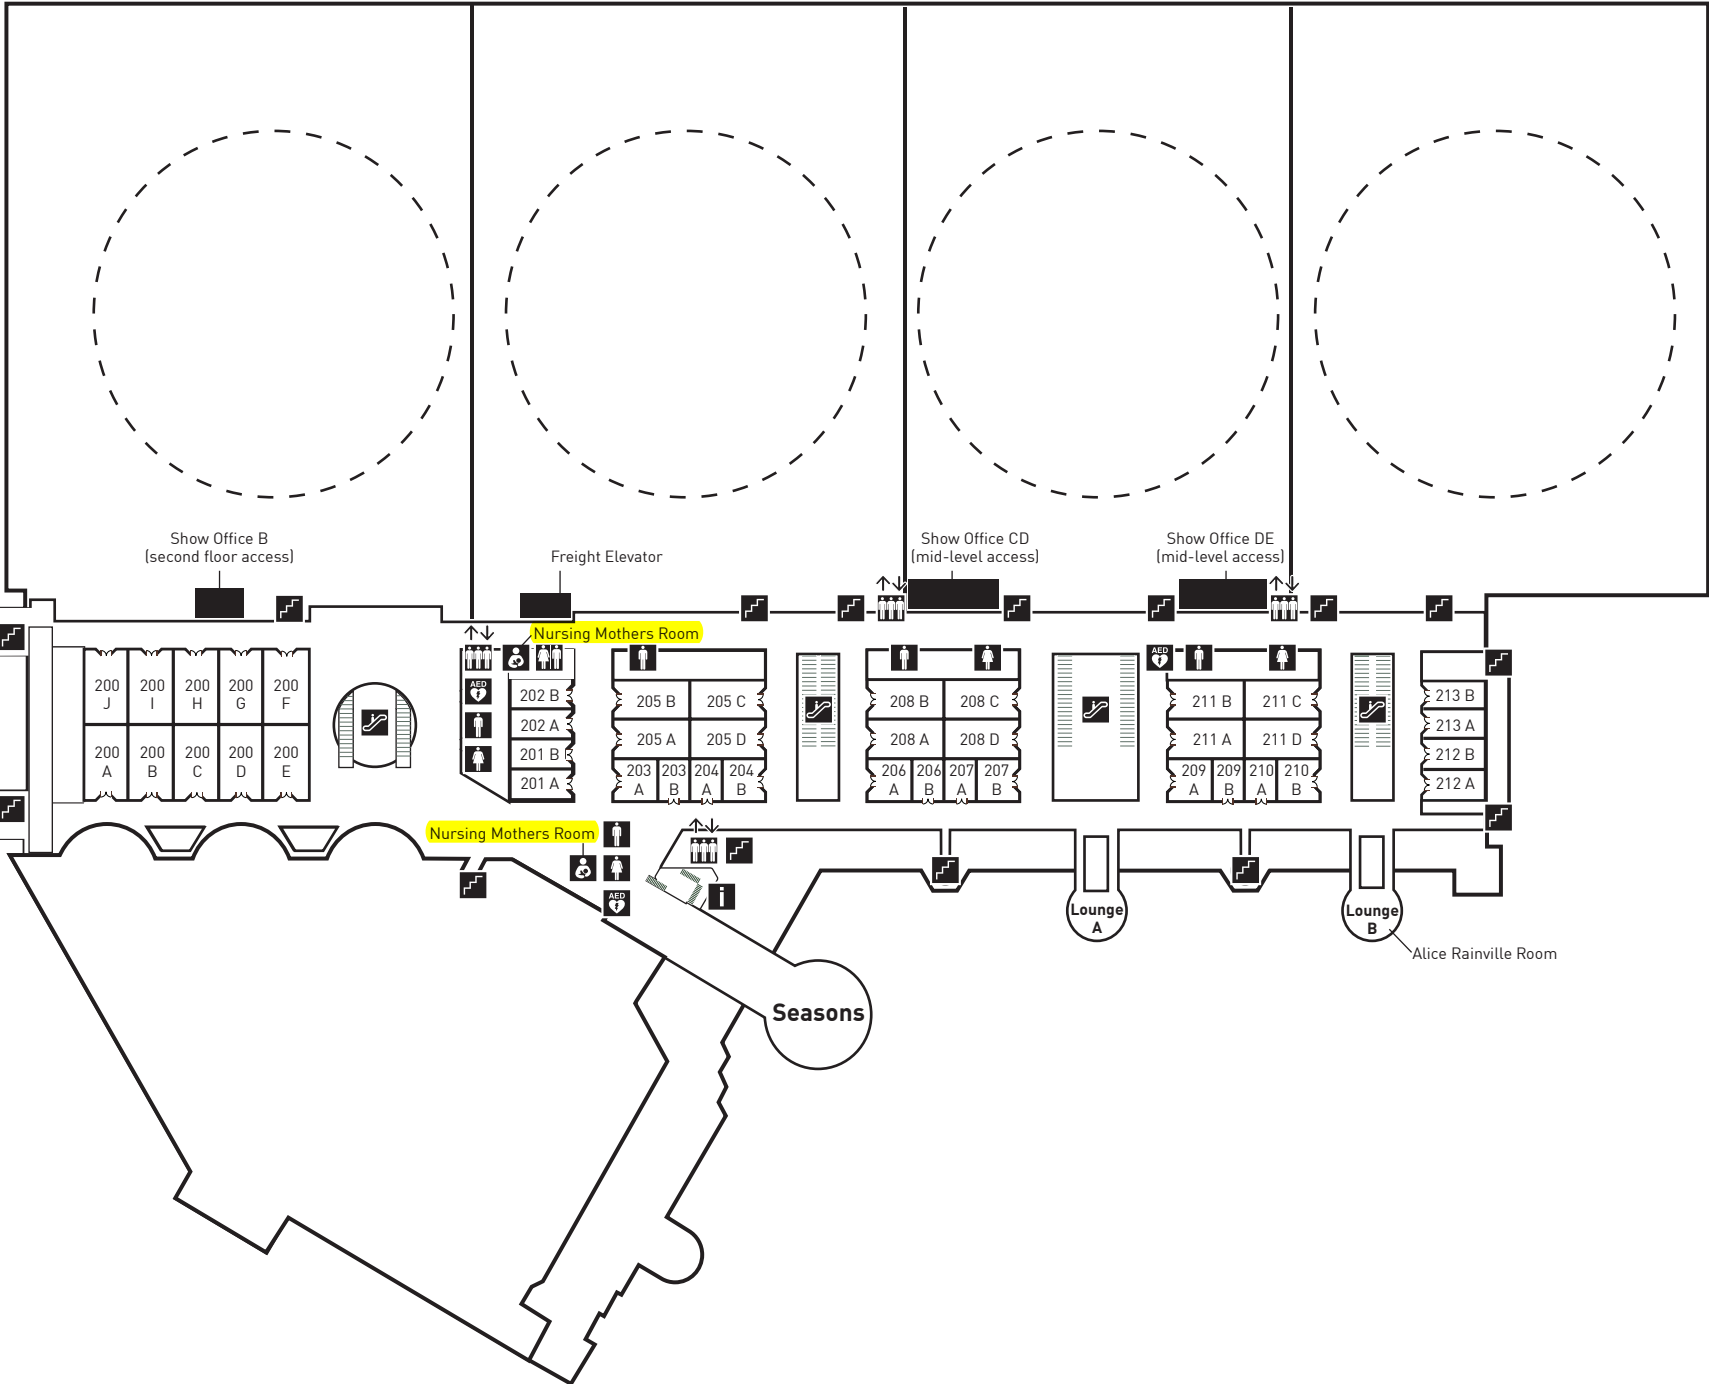 Show Office B
(second floor access)
Freight Elevator
Show Office CD
(mid-level access)
Show Office DE
(mid-level access)
Nursing Mothers Room
AED
AED
200 J
200 I
200 H
200 G
200 F
200 A
200 B
200 C
200 D
200 E
202 B
202 A
201 B
201 A
205 B
205 C
205 A
205 D
203 A
203 B
204 A
204 B
208 B
208 C
208 A
208 D
206 A
206 B
207 A
207 B
211 B
211 C
211 A
211 D
209 A
209 B
210 A
210 B
213 B
213 A
212 B
212 A
Nursing Mothers Room
AED
i
Lounge
A
Lounge
B
Alice Rainville Room
Seasons